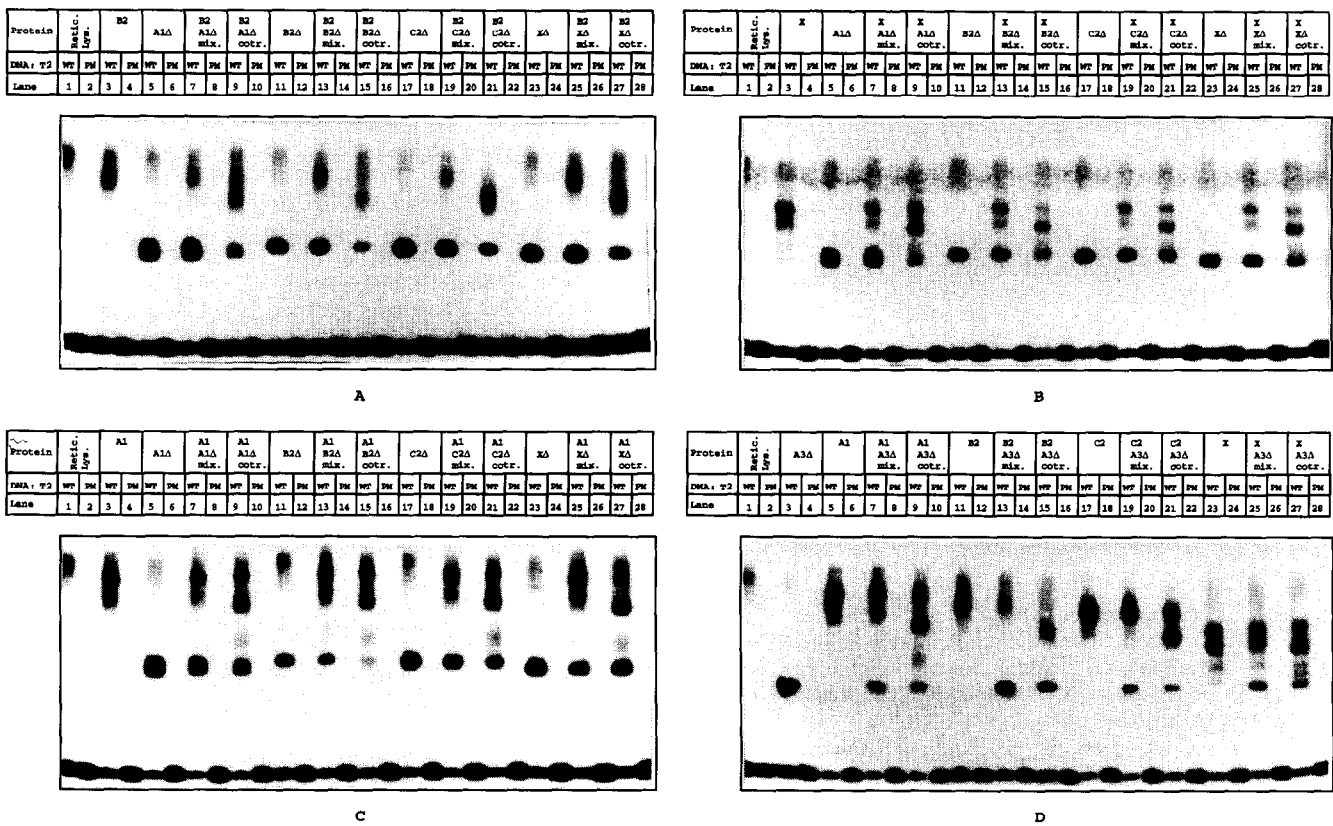 Protein Retic. Lys. B2 A1Δ B2 A1Δ mix. B2 A1Δ cotr. B2Δ B2 B2Δ mix. B2 B2Δ cotr. C2Δ B2 C2Δ mix. B2 C2Δ cotr. XΔ B2 XΔ mix. B2 XΔ cotr.
DNA: T2 WT PM WT PM WT PM WT PM WT PM WT PM WT PM WT PM WT PM WT PM WT PM WT PM WT PM WT PM
Lane 1 2 3 4 5 6 7 8 9 10 11 12 13 14 15 16 17 18 19 20 21 22 23 24 25 26 27 28
A
Protein Retic. Lys. X A1Δ X A1Δ mix. X A1Δ cotr. B2Δ X B2Δ mix. X B2Δ cotr. C2Δ X C2Δ mix. X C2Δ cotr. XΔ X XΔ mix. X XΔ cotr.
DNA: T2 WT PM WT PM WT PM WT PM WT PM WT PM WT PM WT PM WT PM WT PM WT PM WT PM WT PM WT PM
Lane 1 2 3 4 5 6 7 8 9 10 11 12 13 14 15 16 17 18 19 20 21 22 23 24 25 26 27 28
B
Protein Retic. Lys. A1 A1Δ A1 A1Δ mix. A1 A1Δ cotr. B2Δ A1 B2Δ mix. A1 B2Δ cotr. C2Δ A1 C2Δ mix. A1 C2Δ cotr. XΔ A1 XΔ mix. A1 XΔ cotr.
DNA: T2 WT PM WT PM WT PM WT PM WT PM WT PM WT PM WT PM WT PM WT PM WT PM WT PM WT PM WT PM
Lane 1 2 3 4 5 6 7 8 9 10 11 12 13 14 15 16 17 18 19 20 21 22 23 24 25 26 27 28
C
Protein Retic. Lys. A3Δ A1 A1 A3Δ mix. A1 A3Δ cotr. B2 B2 A3Δ mix. B2 A3Δ cotr. C2 C2 A3Δ mix. C2 A3Δ cotr. X X A3Δ mix. X A3Δ cotr.
DNA: T2 WT PM WT PM WT PM WT PM WT PM WT PM WT PM WT PM WT PM WT PM WT PM WT PM WT PM WT PM
Lane 1 2 3 4 5 6 7 8 9 10 11 12 13 14 15 16 17 18 19 20 21 22 23 24 25 26 27 28
D